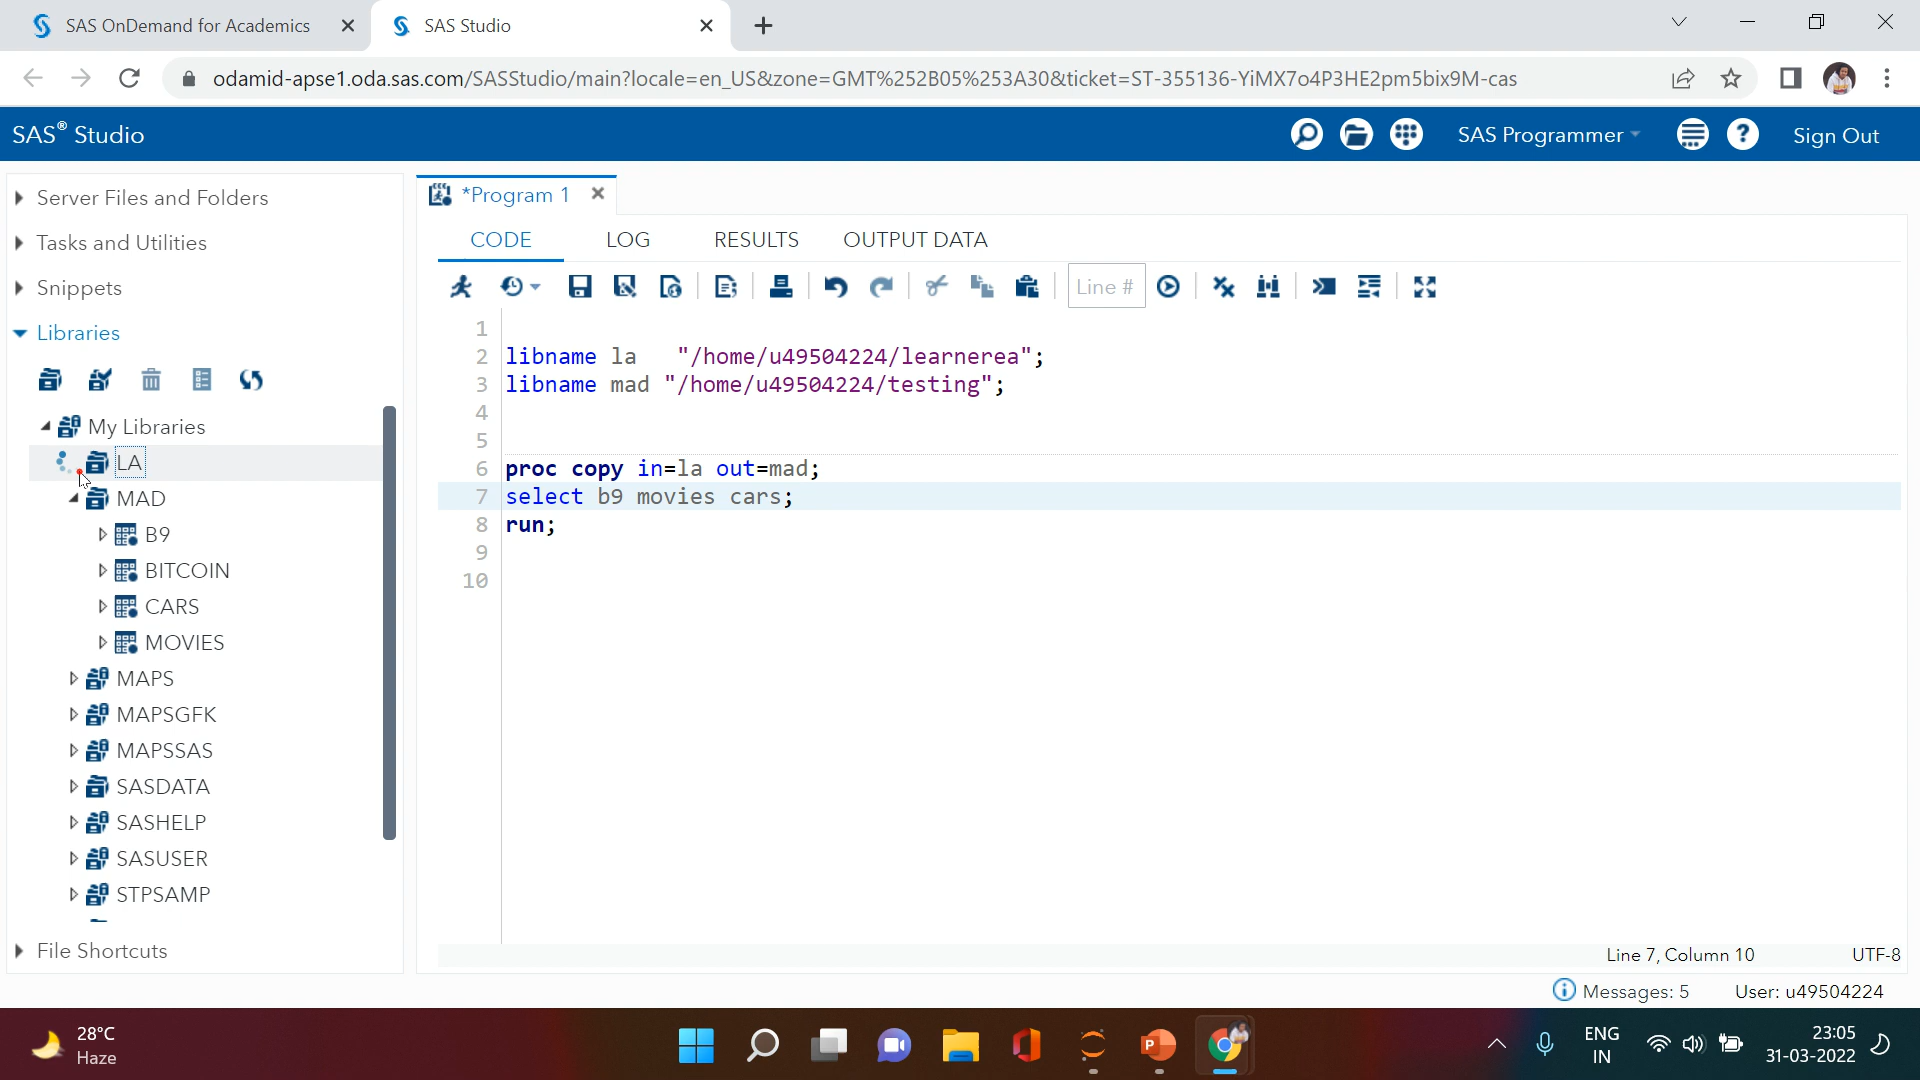 SAS OnDemand for Academics
SAS Studio
odamid-apse1.oda.sas.com/SASStudio/main?locale=en_US&zone=GMT%252B05%253A30&ticket=ST-355136-YiMX7o4P3HE2pm5bix9M-cas
SAS® Studio
SAS Programmer
Sign Out
Server Files and Folders
Tasks and Utilities
Snippets
Libraries
My Libraries
LA
MAD
B9
BITCOIN
CARS
MOVIES
MAPS
MAPSGFK
MAPSSAS
SASDATA
SASHELP
SASUSER
STPSAMP
File Shortcuts
*Program 1
CODE LOG RESULTS OUTPUT DATA
Line #
1
2 libname la "/home/u49504224/learnerea";
3 libname mad "/home/u49504224/testing";
4
5
6 proc copy in=la out=mad;
7 select b9 movies cars;
8 run;
9
10
Line 7, Column 10 UTF-8
Messages: 5 User: u49504224
28°C
Haze
ENG
IN
23:05
31-03-2022